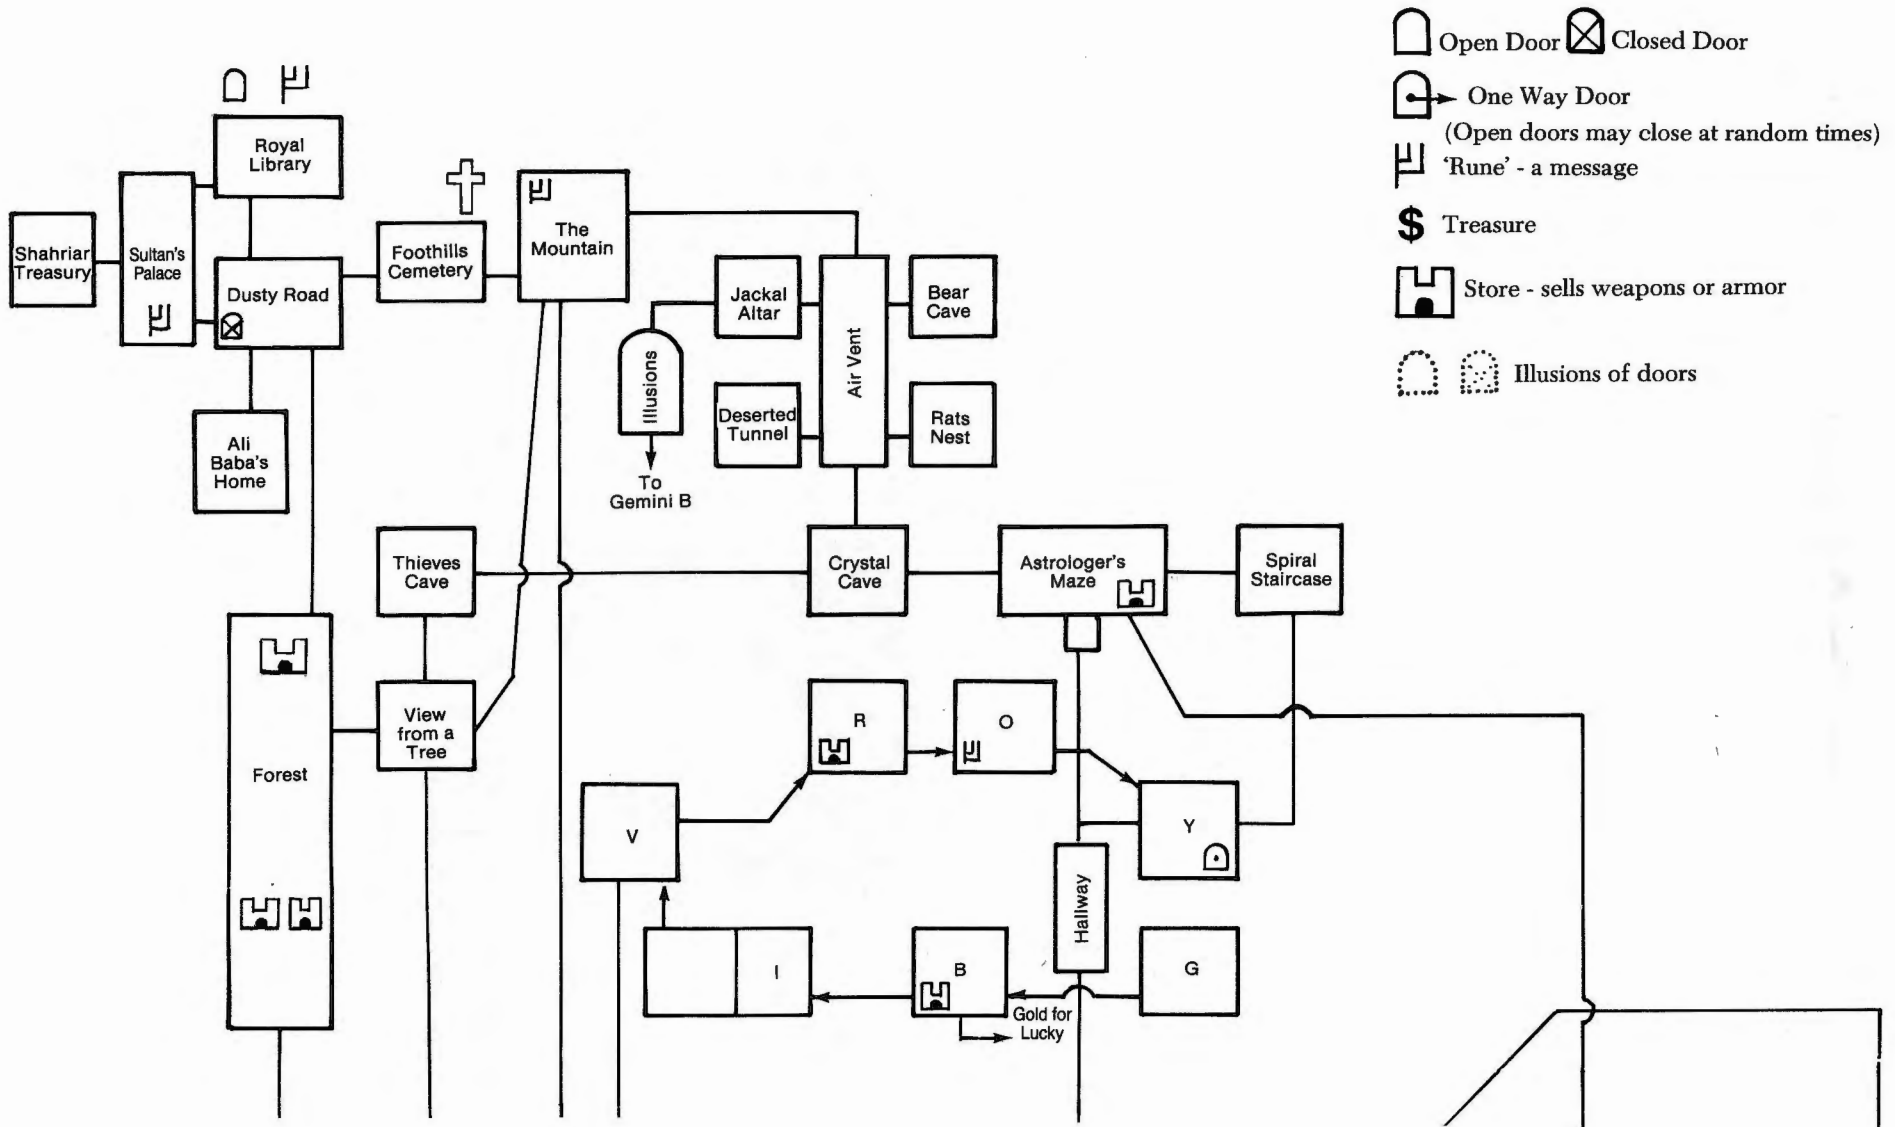 Open Door
Closed Door
One Way Door
(Open doors may close at random times)
'Rune' - a message
$ Treasure
Store - sells weapons or armor
Illusions of doors
Royal
Library
Shahriar
Treasury
Sultan's
Palace
Dusty Road
Foothills
Cemetery
The
Mountain
Ali
Baba's
Home
Jackal
Altar
Bear
Cave
Air Vent
Illusions
Deserted
Tunnel
Rats
Nest
To
Gemini B
Thieves
Cave
Crystal
Cave
Astrologer's
Maze
Spiral
Staircase
Forest
View
from a
Tree
R
O
V
Y
Hallway
I
B
G
Gold for
Lucky